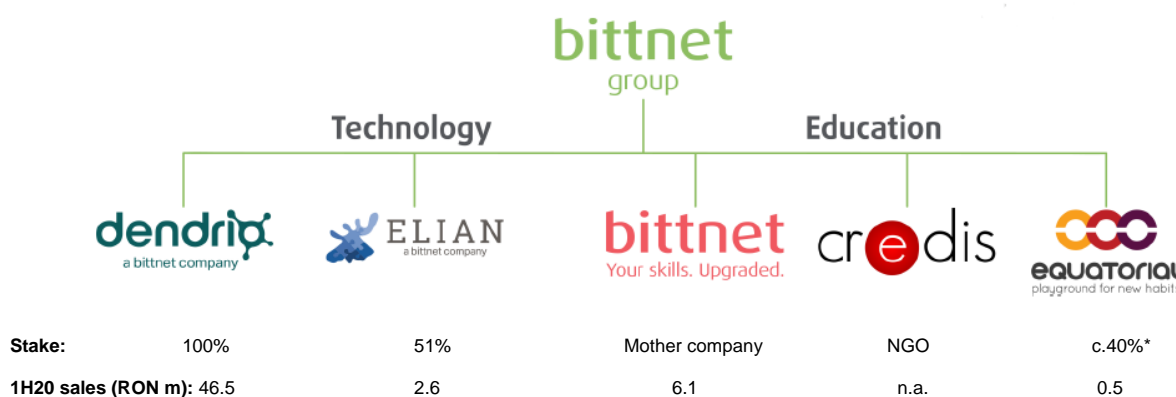 bittnet
group
Technology Education
dendrio
a bittnet company
ELIAN
a bittnet company
bittnet
Your skills. Upgraded.
credis
equatorial
playground for new habits
Stake: 100% 51% Mother company NGO c.40%*
1H20 sales (RON m): 46.5 2.6 6.1 n.a. 0.5